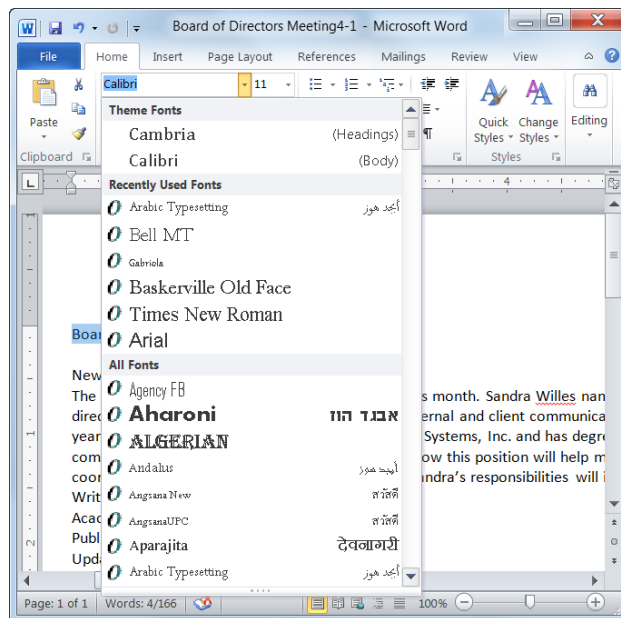 Board of Directors Meeting4-1 - Microsoft Word
File Home Insert Page Layout References Mailings Review View
Calibri 11
Paste
Quick Styles
Change Styles
Editing
Clipboard
Styles
Theme Fonts
Cambria (Headings)
Calibri (Body)
Recently Used Fonts
Arabic Typesetting أبجد هوز
Bell MT
Gabriola
Baskerville Old Face
Times New Roman
Arial
All Fonts
Agency FB
Aharoni אבגד הוז
ALGERIAN
Andalus أبجد هوز
Angsana New สวัสดี
AngsanaUPC สวัสดี
Aparajita देवनागरी
Arabic Typesetting أبجد هوز
4
2
Boar
New
The s month. Sandra Willes nan
direc ernal and client communica
year Systems, Inc. and has degre
com ow this position will help m
coor ndra's responsibilities will i
Writ
Acac
Publ
Upda
Page: 1 of 1 Words: 4/166 100%